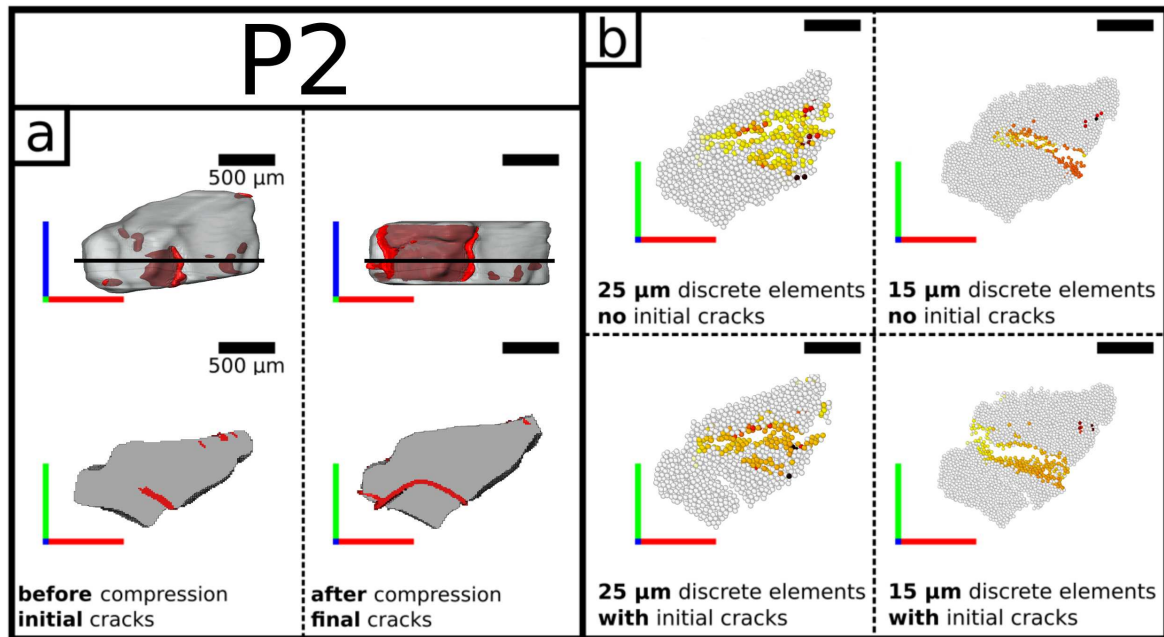 P2
a
500 µm
500 µm
before compression
initial cracks
after compression
final cracks
b
25 µm discrete elements
no initial cracks
15 µm discrete elements
no initial cracks
25 µm discrete elements
with initial cracks
15 µm discrete elements
with initial cracks